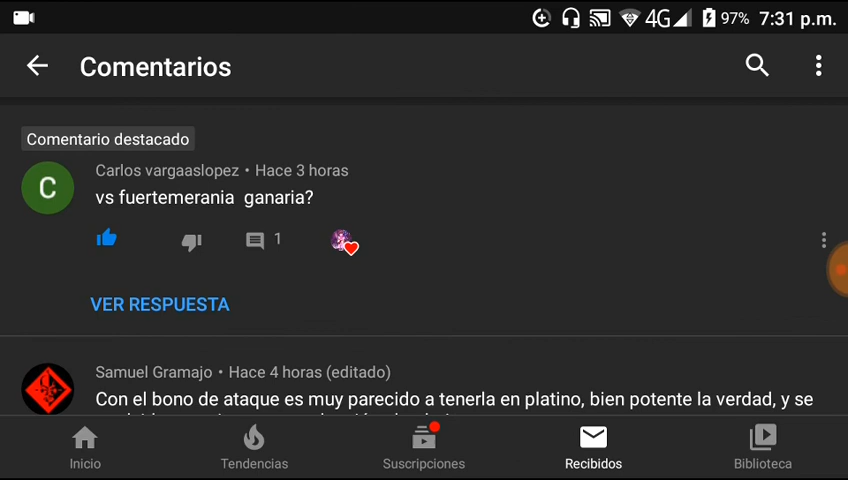 4G 97% 7:31 p.m.
Comentarios
Comentario destacado
C
Carlos vargaaslopez • Hace 3 horas
vs fuertemerania ganaria?
1
VER RESPUESTA
Samuel Gramajo • Hace 4 horas (editado)
Con el bono de ataque es muy parecido a tenerla en platino, bien potente la verdad, y se
Inicio
Tendencias
Suscripciones
Recibidos
Biblioteca